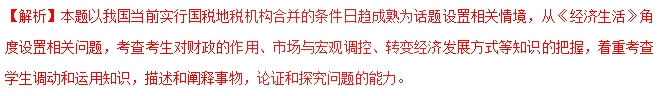 【解析】本题以我国当前实行国税地税机构合并的条件日趋成熟为话题设置相关情境，从《经济生活》角
度设置相关问题，考查考生对财政的作用、市场与宏观调控、转变经济发展方式等知识的把握，着重考查
学生调动和运用知识，描述和阐释事物，论证和探究问题的能力。